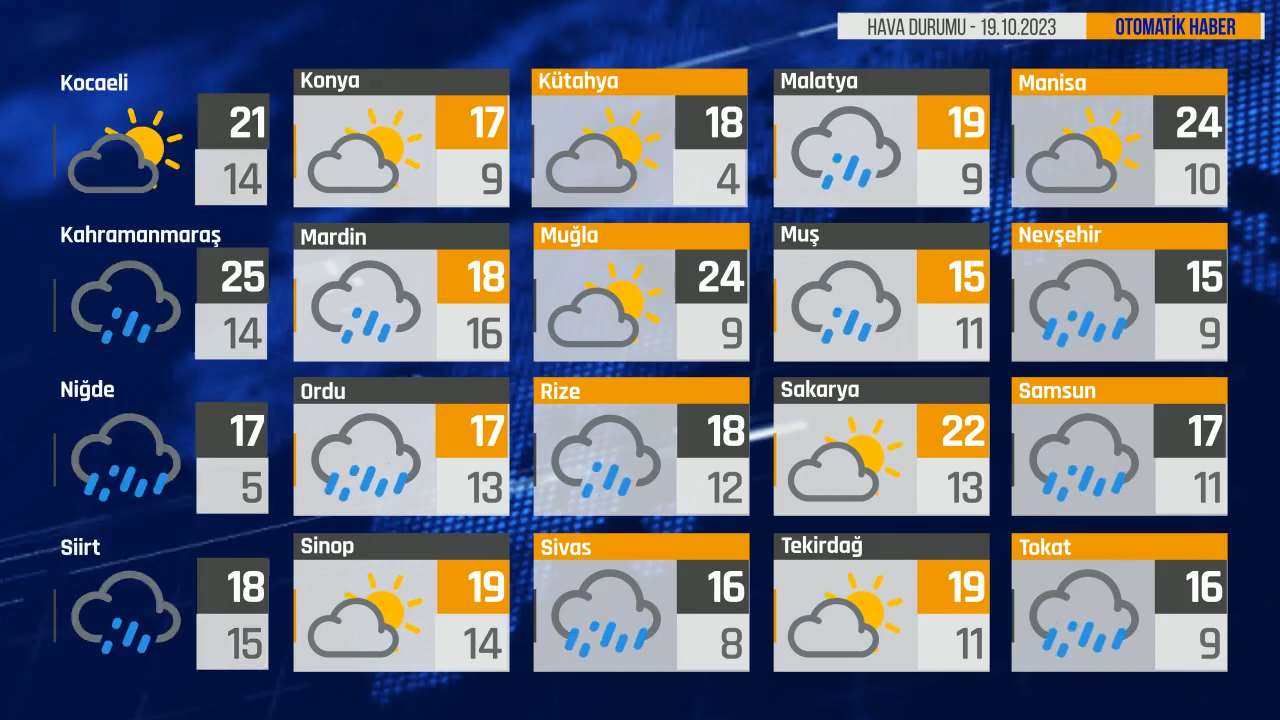 HAVA DURUMU - 19.10.2023 OTOMATİK HABER
Kocaeli
21
14
Konya
17
9
Kütahya
18
4
Malatya
19
9
Manisa
24
10
Kahramanmaraş
25
14
Mardin
18
16
Muğla
24
9
Muş
15
11
Nevşehir
15
9
Niğde
17
5
Ordu
17
13
Rize
18
12
Sakarya
22
13
Samsun
17
11
Siirt
18
15
Sinop
19
14
Sivas
16
8
Tekirdağ
19
11
Tokat
16
9